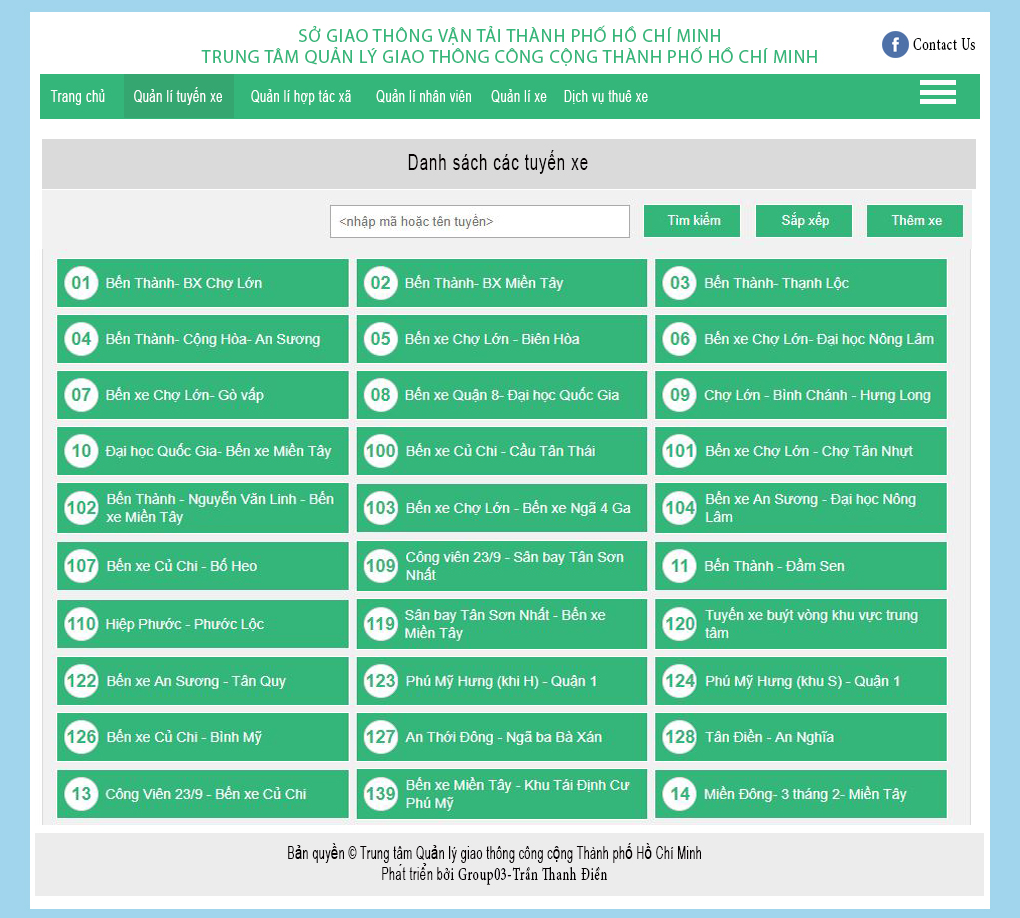 SỞ GIAO THÔNG VẬN TẢI THÀNH PHỐ HỒ CHÍ MINH
TRUNG TÂM QUẢN LÝ GIAO THÔNG CÔNG CỘNG THÀNH PHỐ HỒ CHÍ MINH
f Contact Us
Trang chủ Quản lí tuyến xe Quản lí hợp tác xã Quản lí nhân viên Quản lí xe Dịch vụ thuê xe
Danh sách các tuyến xe
<nhập mã hoặc tên tuyến> Tìm kiếm Sắp xếp Thêm xe
01 Bến Thành- BX Chợ Lớn
02 Bến Thành- BX Miền Tây
03 Bến Thành- Thạnh Lộc
04 Bến Thành- Cộng Hòa- An Sương
05 Bến xe Chợ Lớn - Biên Hòa
06 Bến xe Chợ Lớn- Đại học Nông Lâm
07 Bến xe Chợ Lớn- Gò vấp
08 Bến xe Quận 8- Đại học Quốc Gia
09 Chợ Lớn - Bình Chánh - Hưng Long
10 Đại học Quốc Gia- Bến xe Miền Tây
100 Bến xe Củ Chi - Cầu Tân Thái
101 Bến xe Chợ Lớn - Chợ Tân Nhựt
102 Bến Thành - Nguyễn Văn Linh - Bến
xe Miền Tây
103 Bến xe Chợ Lớn - Bến xe Ngã 4 Ga
104 Bến xe An Sương - Đại học Nông
Lâm
107 Bến xe Củ Chi - Bố Heo
109 Công viên 23/9 - Sân bay Tân Sơn
Nhất
11 Bến Thành - Đầm Sen
110 Hiệp Phước - Phước Lộc
119 Sân bay Tân Sơn Nhất - Bến xe
Miền Tây
120 Tuyến xe buýt vòng khu vực trung
tâm
122 Bến xe An Sương - Tân Quy
123 Phú Mỹ Hưng (khi H) - Quận 1
124 Phú Mỹ Hưng (khu S) - Quận 1
126 Bến xe Củ Chi - Bình Mỹ
127 An Thới Đông - Ngã ba Bà Xán
128 Tân Điền - An Nghĩa
13 Công Viên 23/9 - Bến xe Củ Chi
139 Bến xe Miền Tây - Khu Tái Định Cư
Phú Mỹ
14 Miền Đông- 3 tháng 2- Miền Tây
Bản quyền © Trung tâm Quản lý giao thông công cộng Thành phố Hồ Chí Minh
Phát triển bởi Group03-Trần Thanh Điền